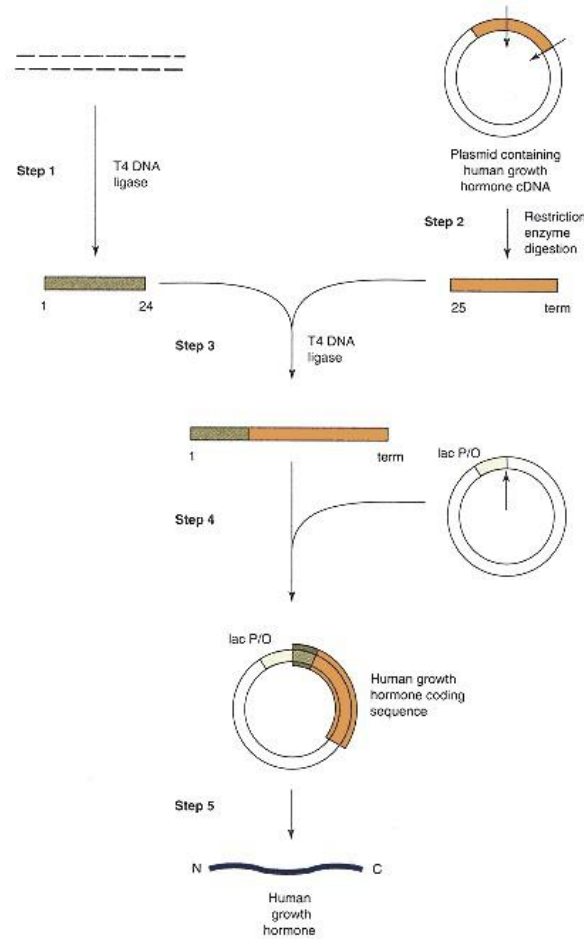 Plasmid containing
human growth
hormone cDNA
Step 1
T4 DNA
ligase
Step 2
Restriction
enzyme
digestion
1
24
25
term
Step 3
T4 DNA
ligase
1
term
lac P/O
Step 4
lac P/O
Human growth
hormone coding
sequence
Step 5
N
C
Human
growth
hormone